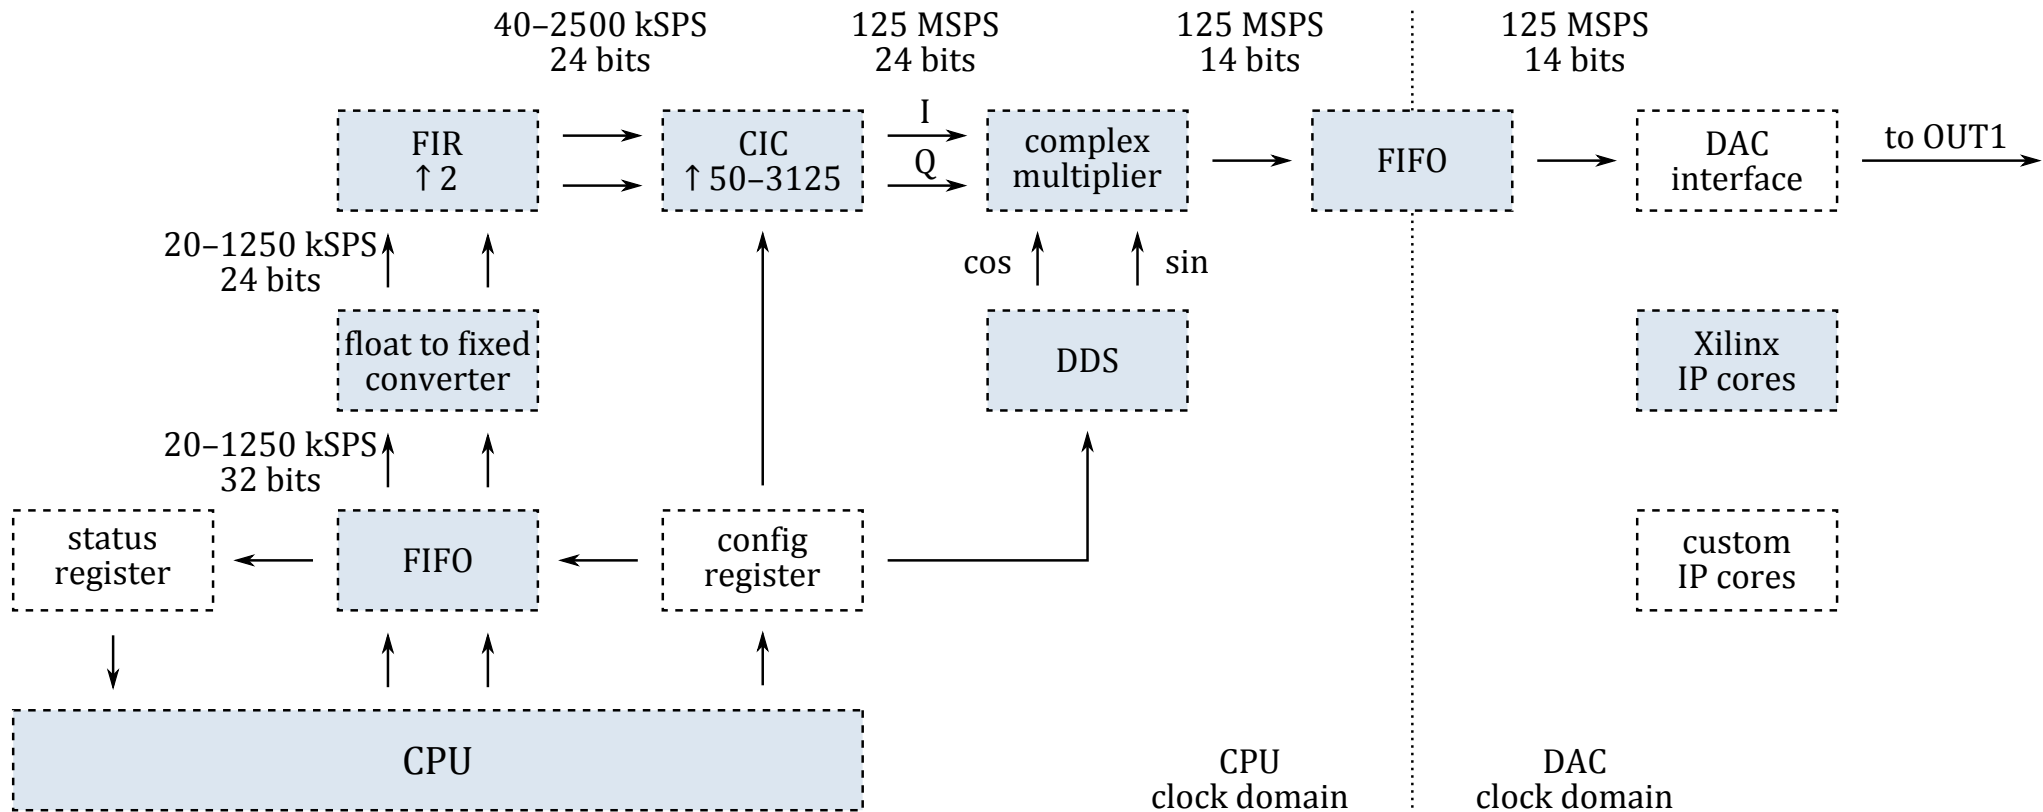 40–2500 kSPS
24 bits
125 MSPS
24 bits
125 MSPS
14 bits
125 MSPS
14 bits
FIR
↑ 2
CIC
↑ 50–3125
I
Q
complex
multiplier
FIFO
DAC
interface
to OUT1
20–1250 kSPS
24 bits
cos
sin
float to fixed
converter
DDS
Xilinx
IP cores
20–1250 kSPS
32 bits
status
register
FIFO
config
register
custom
IP cores
CPU
CPU
clock domain
DAC
clock domain